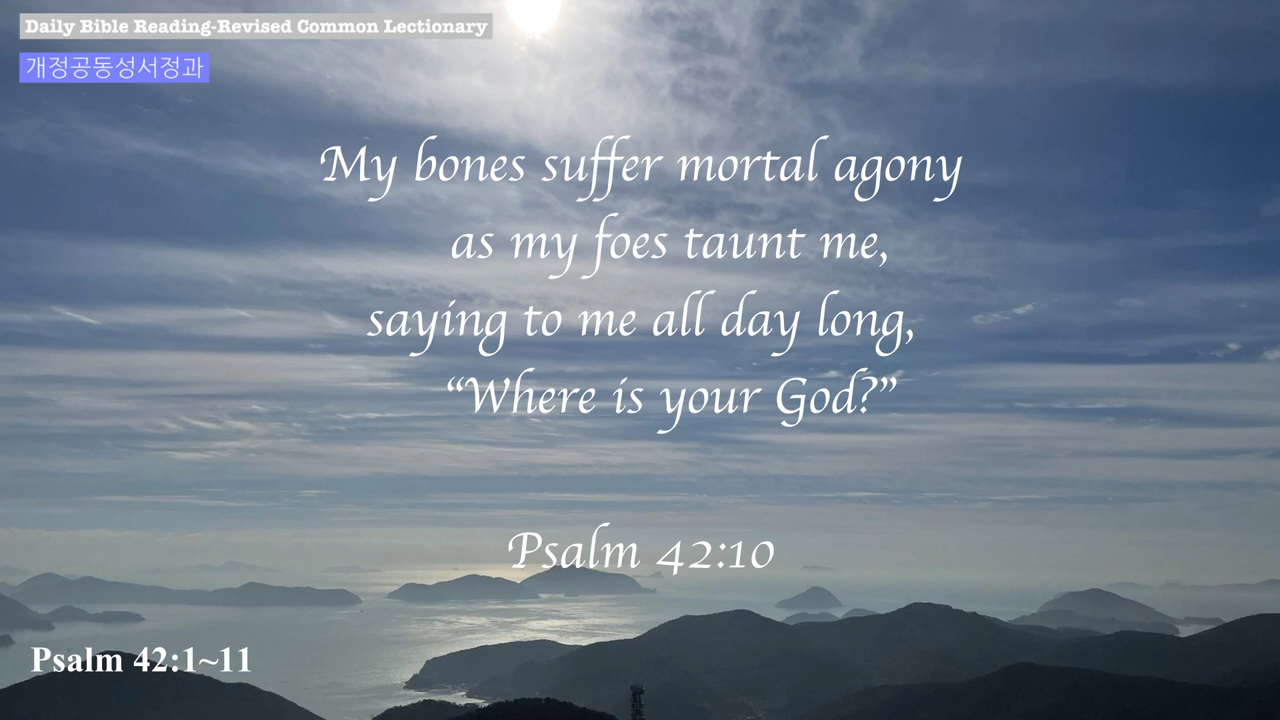 Daily Bible Reading-Revised Common Lectionary
개정공동성서정과
My bones suffer mortal agony
as my foes taunt me,
saying to me all day long,
“Where is your God?”
Psalm 42:10
Psalm 42:1~11